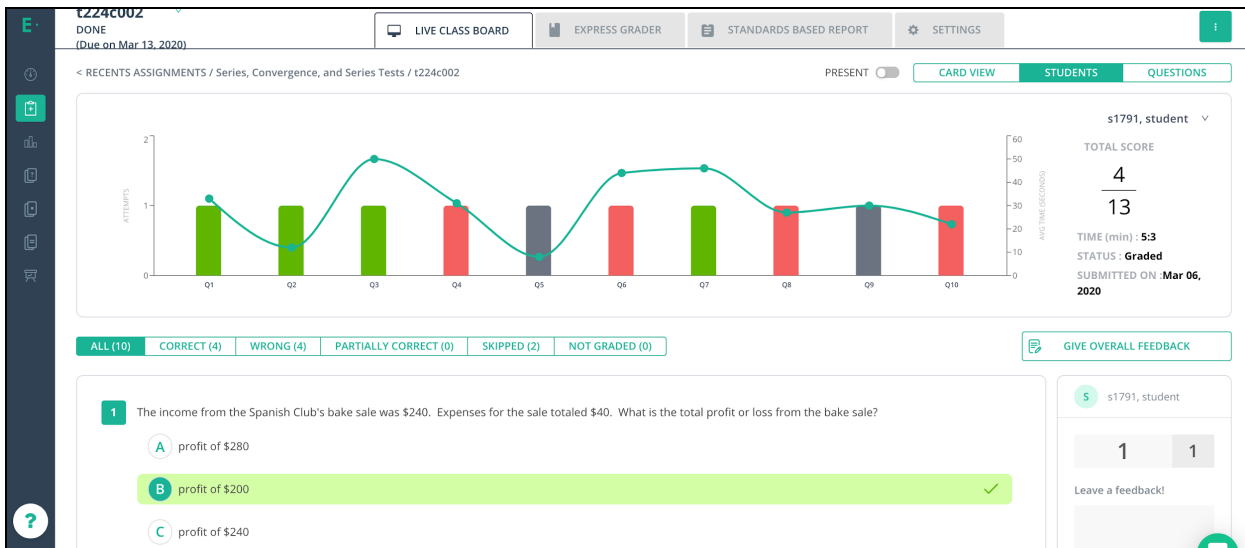 E
t224c002
DONE
(Due on Mar 13, 2020)
LIVE CLASS BOARD
EXPRESS GRADER
STANDARDS BASED REPORT
SETTINGS
< RECENTS ASSIGNMENTS / Series, Convergence, and Series Tests / t224c002
PRESENT
CARD VIEW
STUDENTS
QUESTIONS
2
1
0
ATTEMPTS
60
50
40
30
20
10
0
AVG TIME (SECONDS)
Q1 Q2 Q3 Q4 Q5 Q6 Q7 Q8 Q9 Q10
s1791, student
TOTAL SCORE
4
13
TIME (min) : 5:3
STATUS : Graded
SUBMITTED ON :Mar 06,
2020
ALL (10)
CORRECT (4)
WRONG (4)
PARTIALLY CORRECT (0)
SKIPPED (2)
NOT GRADED (0)
GIVE OVERALL FEEDBACK
1 The income from the Spanish Club's bake sale was $240. Expenses for the sale totaled $40. What is the total profit or loss from the bake sale?
A profit of $280
B profit of $200
C profit of $240
S s1791, student
1 1
Leave a feedback!
?